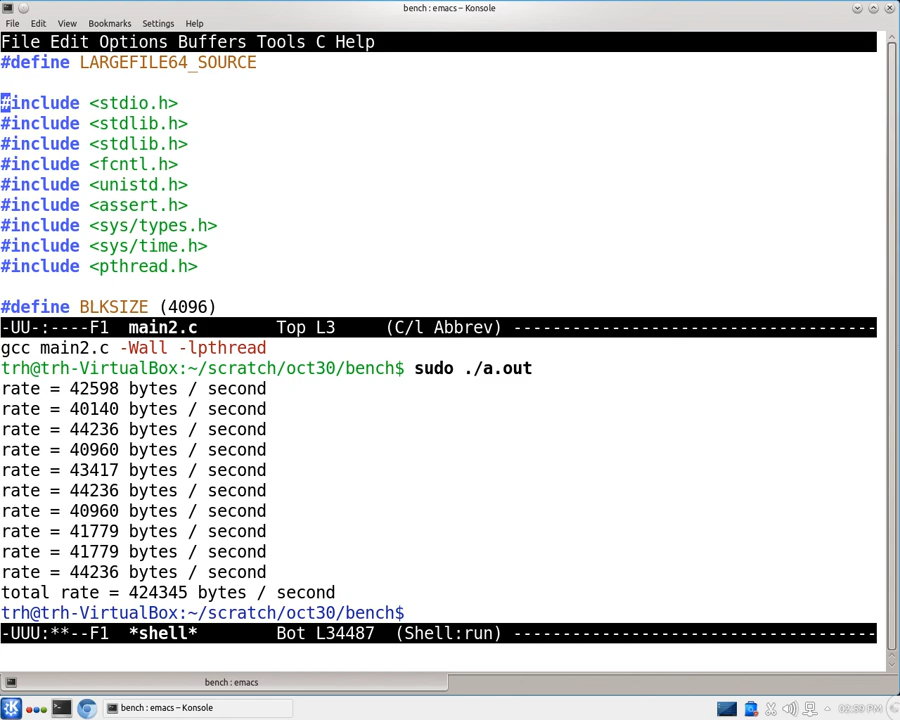 bench : emacs – Konsole
File Edit View Bookmarks Settings Help
File Edit Options Buffers Tools C Help
#define LARGEFILE64_SOURCE
#include <stdio.h>
#include <stdlib.h>
#include <stdlib.h>
#include <fcntl.h>
#include <unistd.h>
#include <assert.h>
#include <sys/types.h>
#include <sys/time.h>
#include <pthread.h>
#define BLKSIZE (4096)
-UU-:----F1  main2.c        Top L3     (C/l Abbrev) -------------------------------------
gcc main2.c -Wall -lpthread
trh@trh-VirtualBox:~/scratch/oct30/bench$ sudo ./a.out
rate = 42598 bytes / second
rate = 40140 bytes / second
rate = 44236 bytes / second
rate = 40960 bytes / second
rate = 43417 bytes / second
rate = 44236 bytes / second
rate = 40960 bytes / second
rate = 41779 bytes / second
rate = 41779 bytes / second
rate = 44236 bytes / second
total rate = 424345 bytes / second
trh@trh-VirtualBox:~/scratch/oct30/bench$
-UUU:**--F1  *shell*        Bot L34487  (Shell:run) -------------------------------------
bench : emacs
bench : emacs – Konsole
02:39 PM